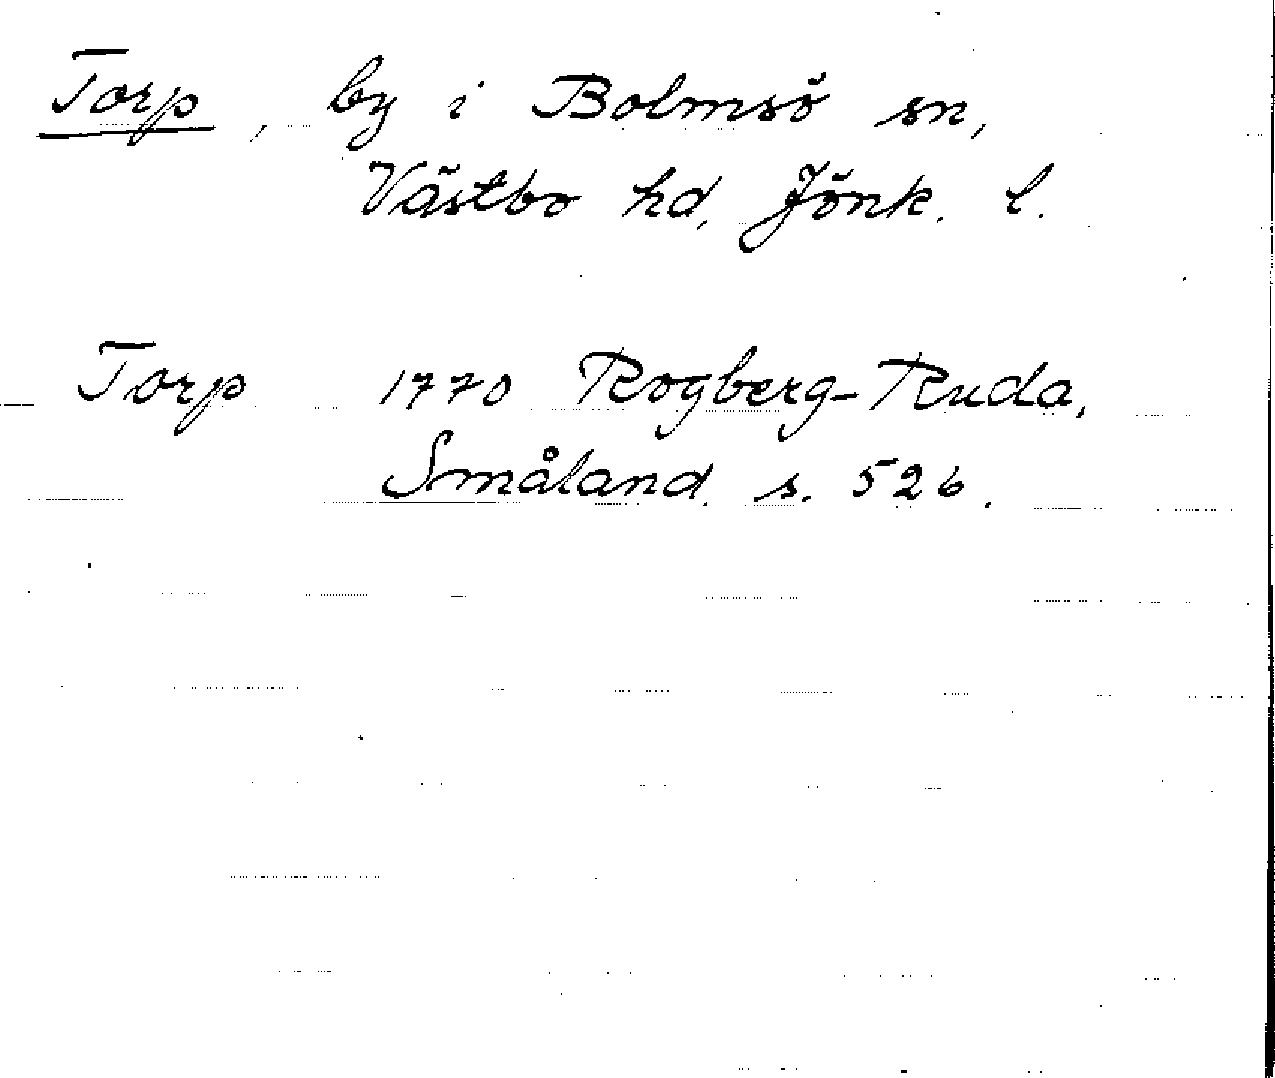 Torp, by i Bolmsö sn,
Västbo hd, Jönk. l.
Torp 1770 Rogberg-Ruda,
Småland s. 526.